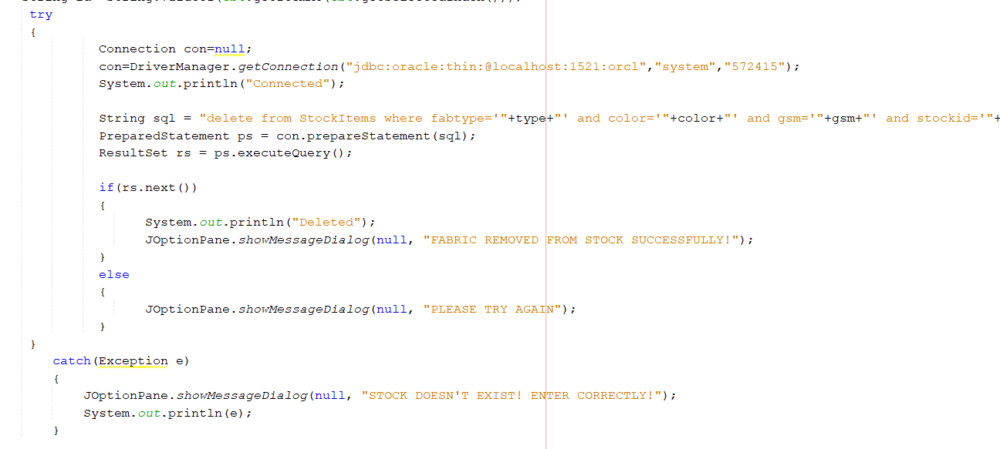 try
{
Connection con=null;
con=DriverManager.getConnection("jdbc:oracle:thin:@localhost:1521:orcl","system","572415");
System.out.println("Connected");
String sql = "delete from StockItems where fabtype='"+type+"' and color='"+color+"' and gsm='"+gsm+"' and stockid='"+
PreparedStatement ps = con.prepareStatement(sql);
ResultSet rs = ps.executeQuery();
if(rs.next())
{
System.out.println("Deleted");
JOptionPane.showMessageDialog(null, "FABRIC REMOVED FROM STOCK SUCCESSFULLY!");
}
else
{
JOptionPane.showMessageDialog(null, "PLEASE TRY AGAIN");
}
}
catch(Exception e)
{
JOptionPane.showMessageDialog(null, "STOCK DOESN'T EXIST! ENTER CORRECTLY!");
System.out.println(e);
}